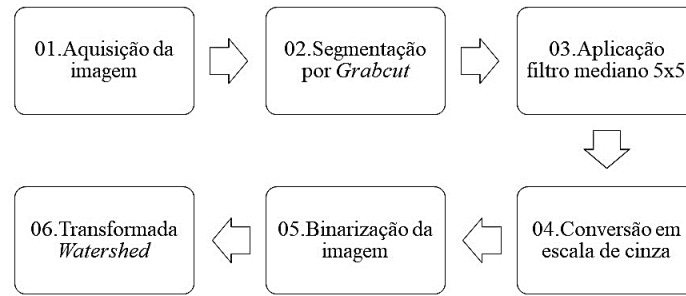 01.Aquisição da
imagem
02.Segmentação
por Grabcut
03.Aplicação
filtro mediano 5x5
04.Conversão em
escala de cinza
05.Binarização da
imagem
06.Transformada
Watershed